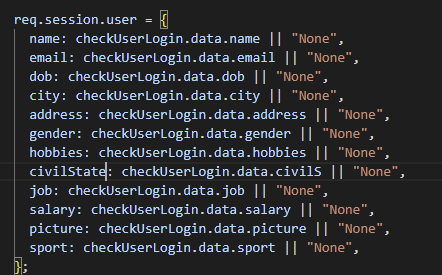 req.session.user = {
name: checkUserLogin.data.name || "None",
email: checkUserLogin.data.email || "None",
dob: checkUserLogin.data.dob || "None",
city: checkUserLogin.data.city || "None",
address: checkUserLogin.data.address || "None",
gender: checkUserLogin.data.gender || "None",
hobbies: checkUserLogin.data.hobbies || "None",
civilState: checkUserLogin.data.civilS || "None",
job: checkUserLogin.data.job || "None",
salary: checkUserLogin.data.salary || "None",
picture: checkUserLogin.data.picture || "None",
sport: checkUserLogin.data.sport || "None",
};